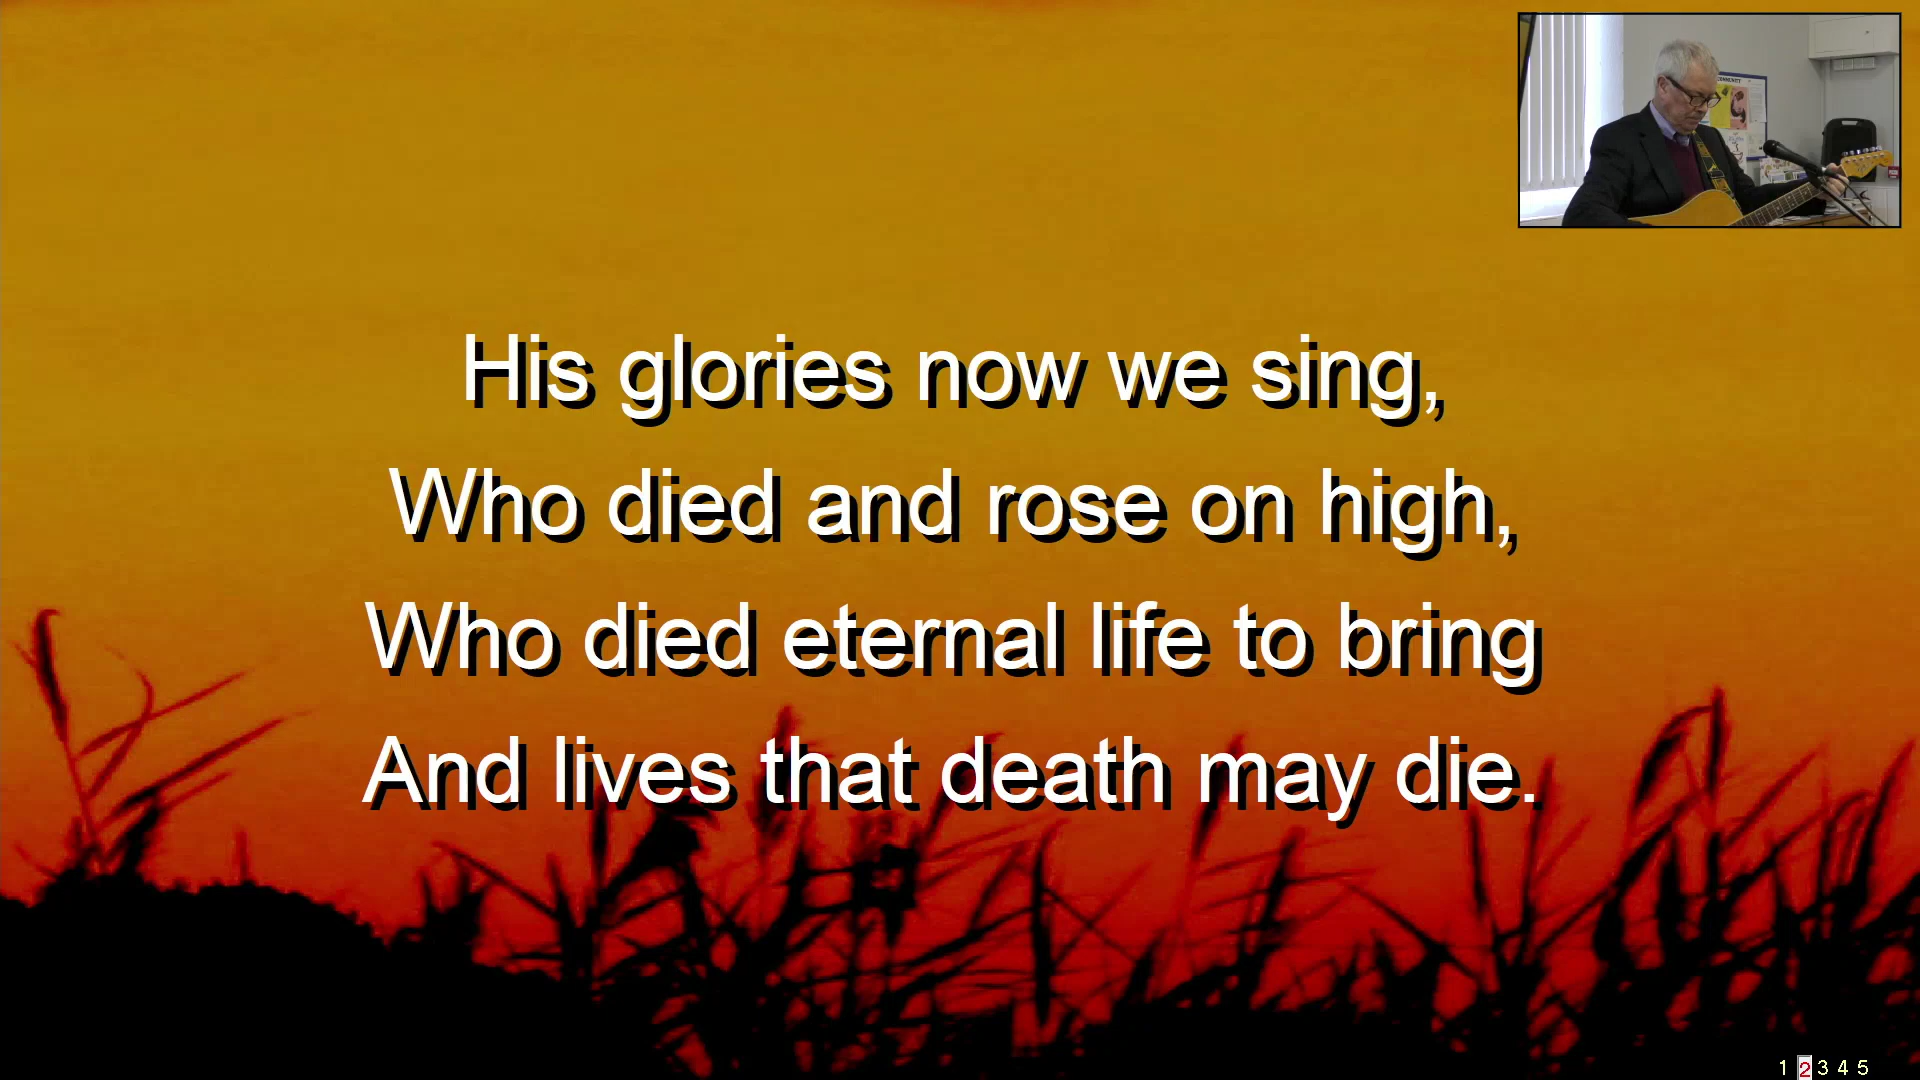 COMMUNITY
His glories now we sing,
Who died and rose on high,
Who died eternal life to bring
And lives that death may die.
1 2 3 4 5